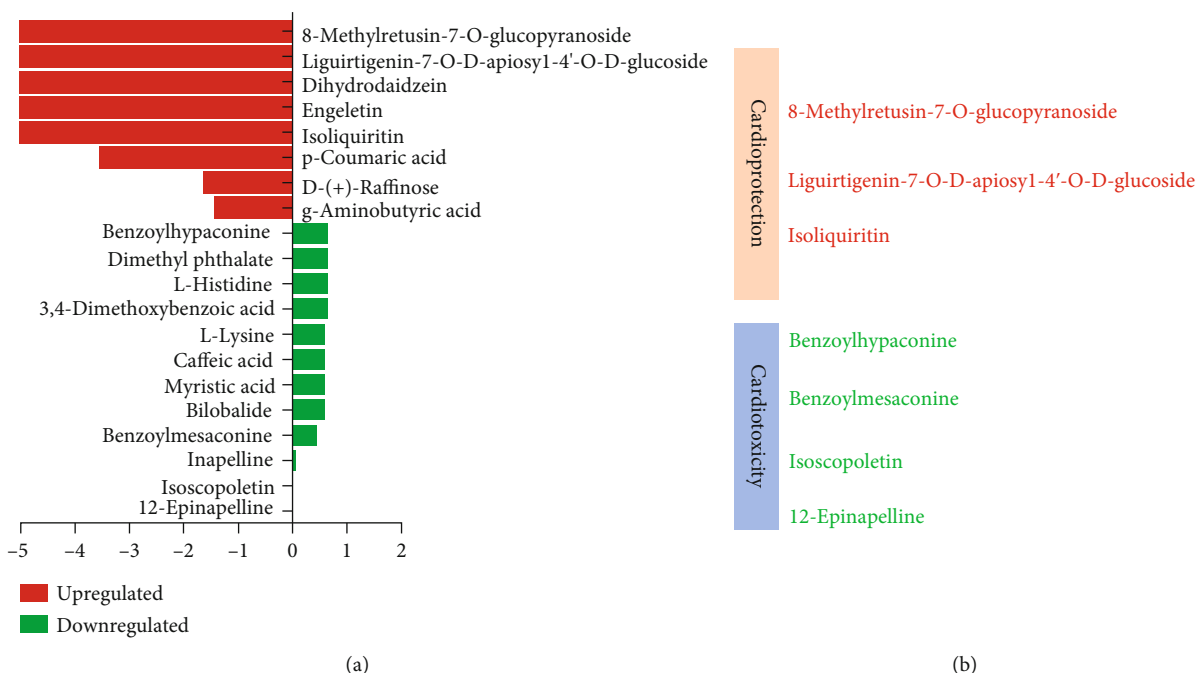 8-Methylretusin-7-O-glucopyranoside
Liguirtigenin-7-O-D-apiosy1-4'-O-D-glucoside
Dihydrodaidzein
Engeletin
Isoliquiritin
p-Coumaric acid
D-(+)-Raffinose
g-Aminobutyric acid
Benzoylhypaconine
Dimethyl phthalate
L-Histidine
3,4-Dimethoxybenzoic acid
L-Lysine
Caffeic acid
Myristic acid
Bilobalide
Benzoylmesaconine
Inapelline
Isoscopoletin
12-Epinapelline
–5 –4 –3 –2 –1 0 1 2
Upregulated
Downregulated
(a)
Cardioprotection
8-Methylretusin-7-O-glucopyranoside
Liguirtigenin-7-O-D-apiosy1-4′-O-D-glucoside
Isoliquiritin
Cardiotoxicity
Benzoylhypaconine
Benzoylmesaconine
Isoscopoletin
12-Epinapelline
(b)